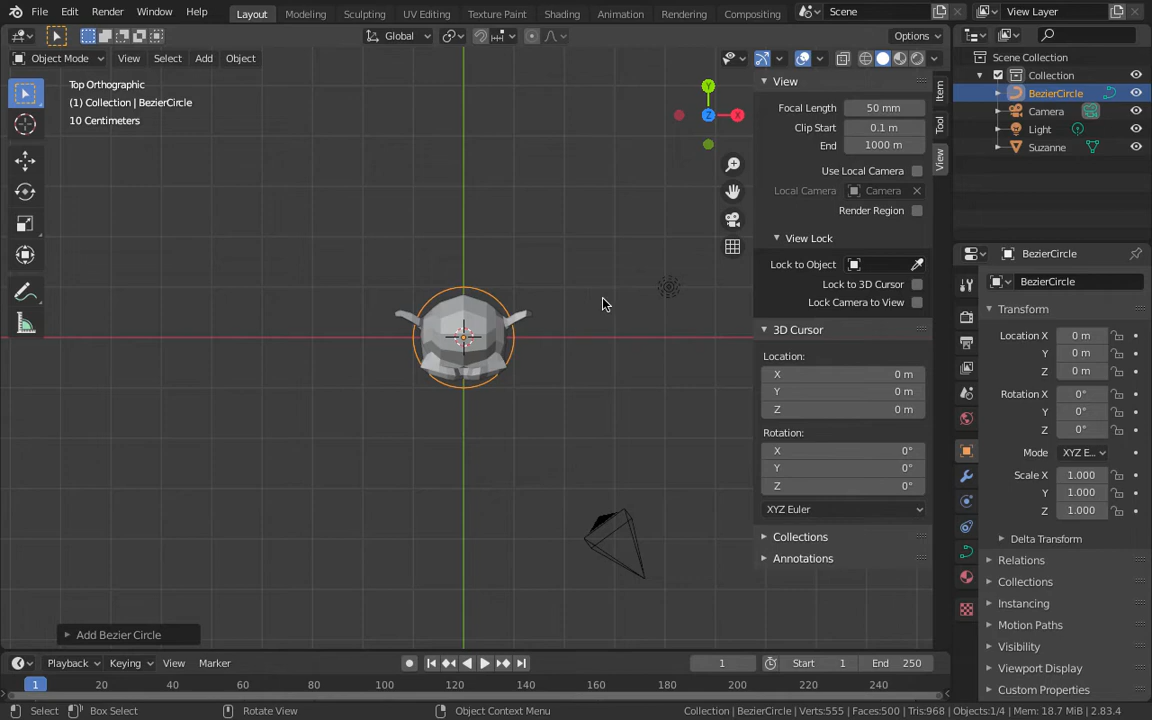 File Edit Render Window Help Layout Modeling Sculpting UV Editing Texture Paint Shading Animation Rendering Compositing Scene View Layer
Global Options
Object Mode View Select Add Object
Top Orthographic
(1) Collection | BezierCircle
10 Centimeters
Y
Z X
View
Focal Length 50 mm
Clip Start 0.1 m
End 1000 m
Use Local Camera
Local Camera Camera
Render Region
View Lock
Lock to Object
Lock to 3D Cursor
Lock Camera to View
3D Cursor
Location:
X 0 m
Y 0 m
Z 0 m
Rotation:
X 0°
Y 0°
Z 0°
XYZ Euler
Collections
Annotations
Item
Tool
View
Scene Collection
Collection
BezierCircle
Camera
Light
Suzanne
BezierCircle
BezierCircle
Transform
Location X 0 m
Y 0 m
Z 0 m
Rotation X 0°
Y 0°
Z 0°
Mode XYZ E...
Scale X 1.000
Y 1.000
Z 1.000
Delta Transform
Relations
Collections
Instancing
Motion Paths
Visibility
Viewport Display
Custom Properties
Add Bezier Circle
Playback Keying View Marker 1 Start 1 End 250
1 20 40 60 80 100 120 140 160 180 200 220 240
Select Box Select Rotate View Object Context Menu Collection | BezierCircle | Verts:555 | Faces:500 | Tris:968 | Objects:1/4 | Mem: 18.7 MiB | 2.83.4